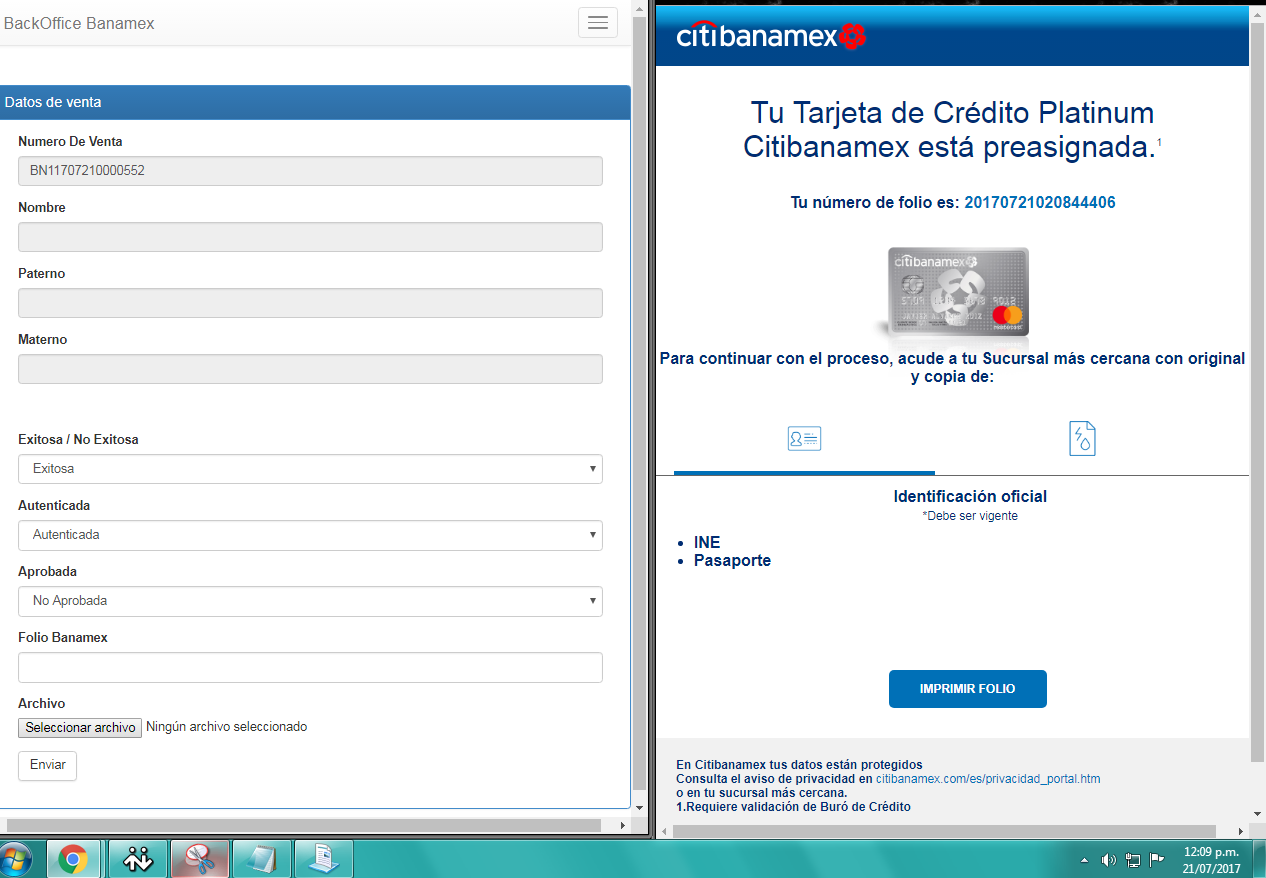 BackOffice Banamex
Datos de venta
Numero De Venta
BN11707210000552
Nombre
Paterno
Materno
Exitosa / No Exitosa
Exitosa
Autenticada
Autenticada
Aprobada
No Aprobada
Folio Banamex
Archivo
Seleccionar archivo Ningún archivo seleccionado
Enviar
citibanamex
Tu Tarjeta de Crédito Platinum
Citibanamex está preasignada.¹
Tu número de folio es: 20170721020844406
citibanamex
Para continuar con el proceso, acude a tu Sucursal más cercana con original
y copia de:
Identificación oficial
*Debe ser vigente
• INE
• Pasaporte
IMPRIMIR FOLIO
En Citibanamex tus datos están protegidos
Consulta el aviso de privacidad en citibanamex.com/es/privacidad_portal.htm
o en tu sucursal más cercana.
1.Requiere validación de Buró de Crédito
12:09 p.m.
21/07/2017